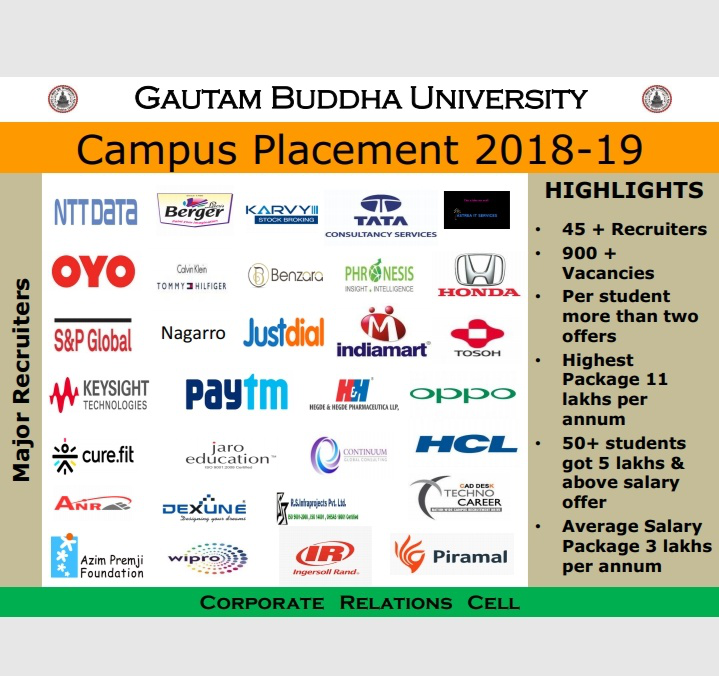 GAUTAM BUDDHA UNIVERSITY
Campus Placement 2018-19
Major Recruiters
NTT DATA
Berger
KARVY
STOCK BROKING
TATA
CONSULTANCY SERVICES
ASTREA IT SERVICES
OYO
Calvin Klein
TOMMY HILFIGER
Benzara
PHRONESIS
INSIGHT INTELLIGENCE
HONDA
S&P Global
Nagarro
Justdial
indiamart
TOSOH
KEYSIGHT
TECHNOLOGIES
paytm
H&H
HEGDE & HEGDE PHARMACEUTICA LLP,
oppo
cure.fit
jaro
education™
CONTINUUM
HCL
ANR
DEXUNE
Designing your dreams
K.S.Infraprojects Pvt. Ltd.
CAD DESK
TECHNO
CAREER
Azim Premji
Foundation
wipro
IR
Ingersoll Rand
Piramal
HIGHLIGHTS
• 45 + Recruiters
• 900 +
Vacancies
• Per student
more than two
offers
• Highest
Package 11
lakhs per
annum
• 50+ students
got 5 lakhs &
above salary
offer
• Average Salary
Package 3 lakhs
per annum
CORPORATE RELATIONS CELL